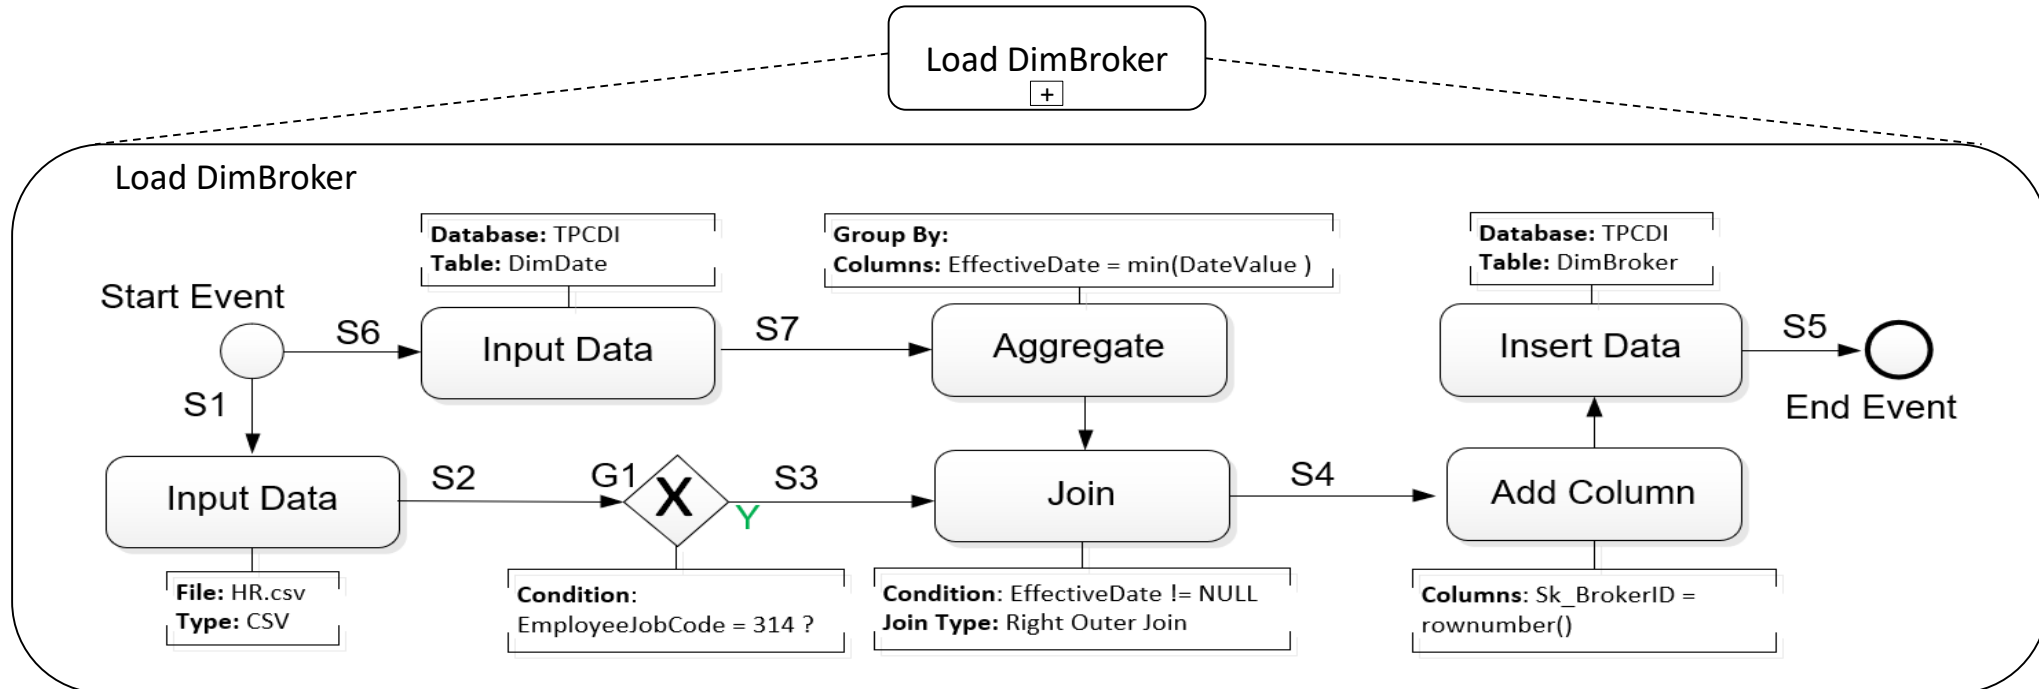 Load DimBroker
+
Load DimBroker
Database: TPCDI
Table: DimDate
Group By:
Columns: EffectiveDate = min(DateValue )
Database: TPCDI
Table: DimBroker
Start Event
S6
Input Data
S7
Aggregate
Insert Data
S5
End Event
S1
Input Data
S2
G1
X
Y
S3
Join
S4
Add Column
File: HR.csv
Type: CSV
Condition:
EmployeeJobCode = 314 ?
Condition: EffectiveDate != NULL
Join Type: Right Outer Join
Columns: Sk_BrokerID =
rownumber()